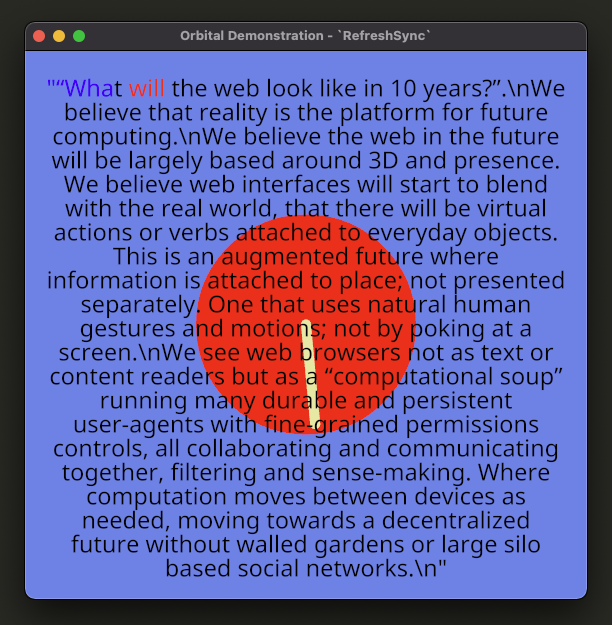 Orbital Demonstration - `RefreshSync`
"“What will the web look like in 10 years?”.\nWe
believe that reality is the platform for future
computing.\nWe believe the web in the future
will be largely based around 3D and presence.
We believe web interfaces will start to blend
with the real world, that there will be virtual
actions or verbs attached to everyday objects.
This is an augmented future where
information is attached to place; not presented
separately. One that uses natural human
gestures and motions; not by poking at a
screen.\nWe see web browsers not as text or
content readers but as a “computational soup”
running many durable and persistent
user-agents with fine-grained permissions
controls, all collaborating and communicating
together, filtering and sense-making. Where
computation moves between devices as
needed, moving towards a decentralized
future without walled gardens or large silo
based social networks.\n"